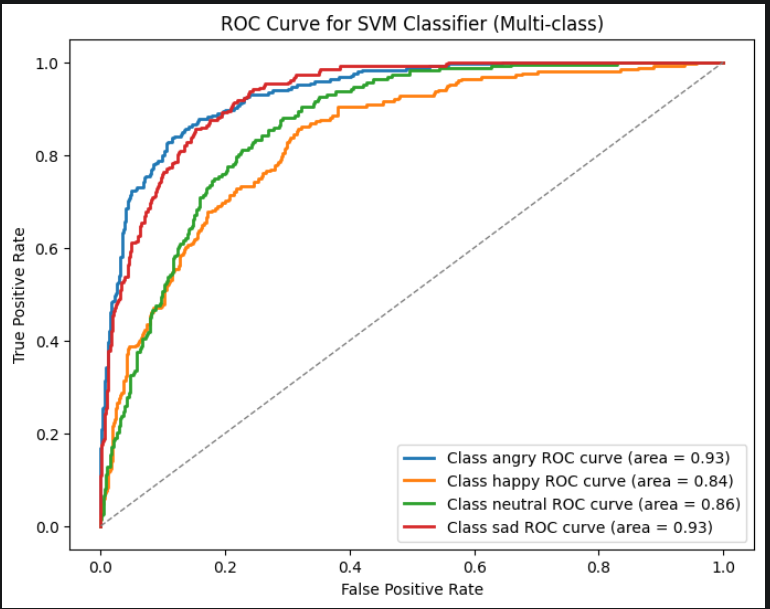 ROC Curve for SVM Classifier (Multi-class)
True Positive Rate
1.0
0.8
0.6
0.4
0.2
0.0
Class angry ROC curve (area = 0.93)
Class happy ROC curve (area = 0.84)
Class neutral ROC curve (area = 0.86)
Class sad ROC curve (area = 0.93)
0.0 0.2 0.4 0.6 0.8 1.0
False Positive Rate